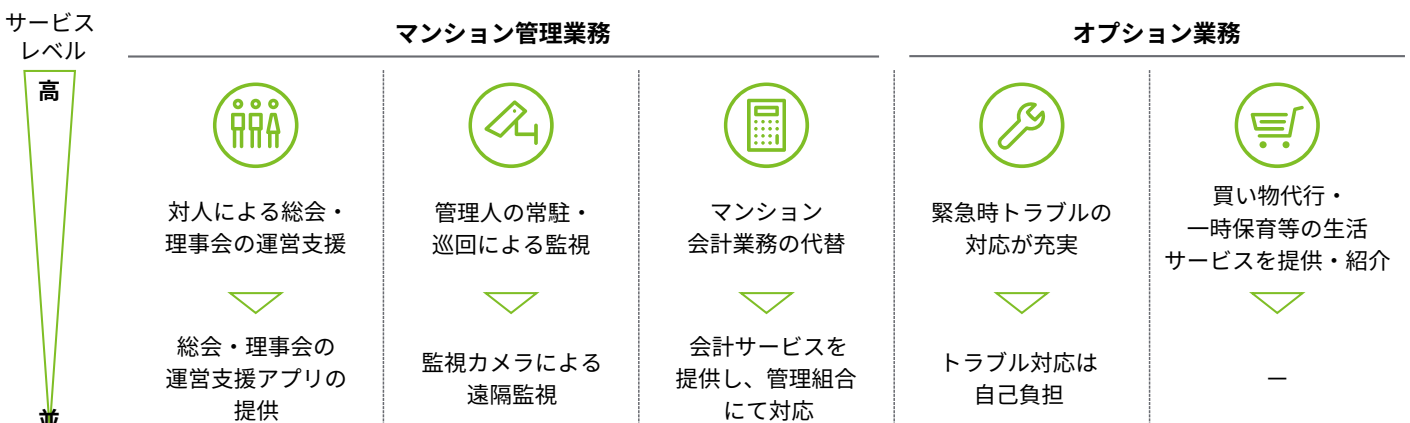 サービス
レベル
高
並
マンション管理業務
オプション業務
対人による総会・
理事会の運営支援
管理人の常駐・
巡回による監視
マンション
会計業務の代替
緊急時トラブルの
対応が充実
買い物代行・
一時保育等の生活
サービスを提供・紹介
総会・理事会の
運営支援アプリの
提供
監視カメラによる
遠隔監視
会計サービスを
提供し、管理組合
にて対応
トラブル対応は
自己負担
ー